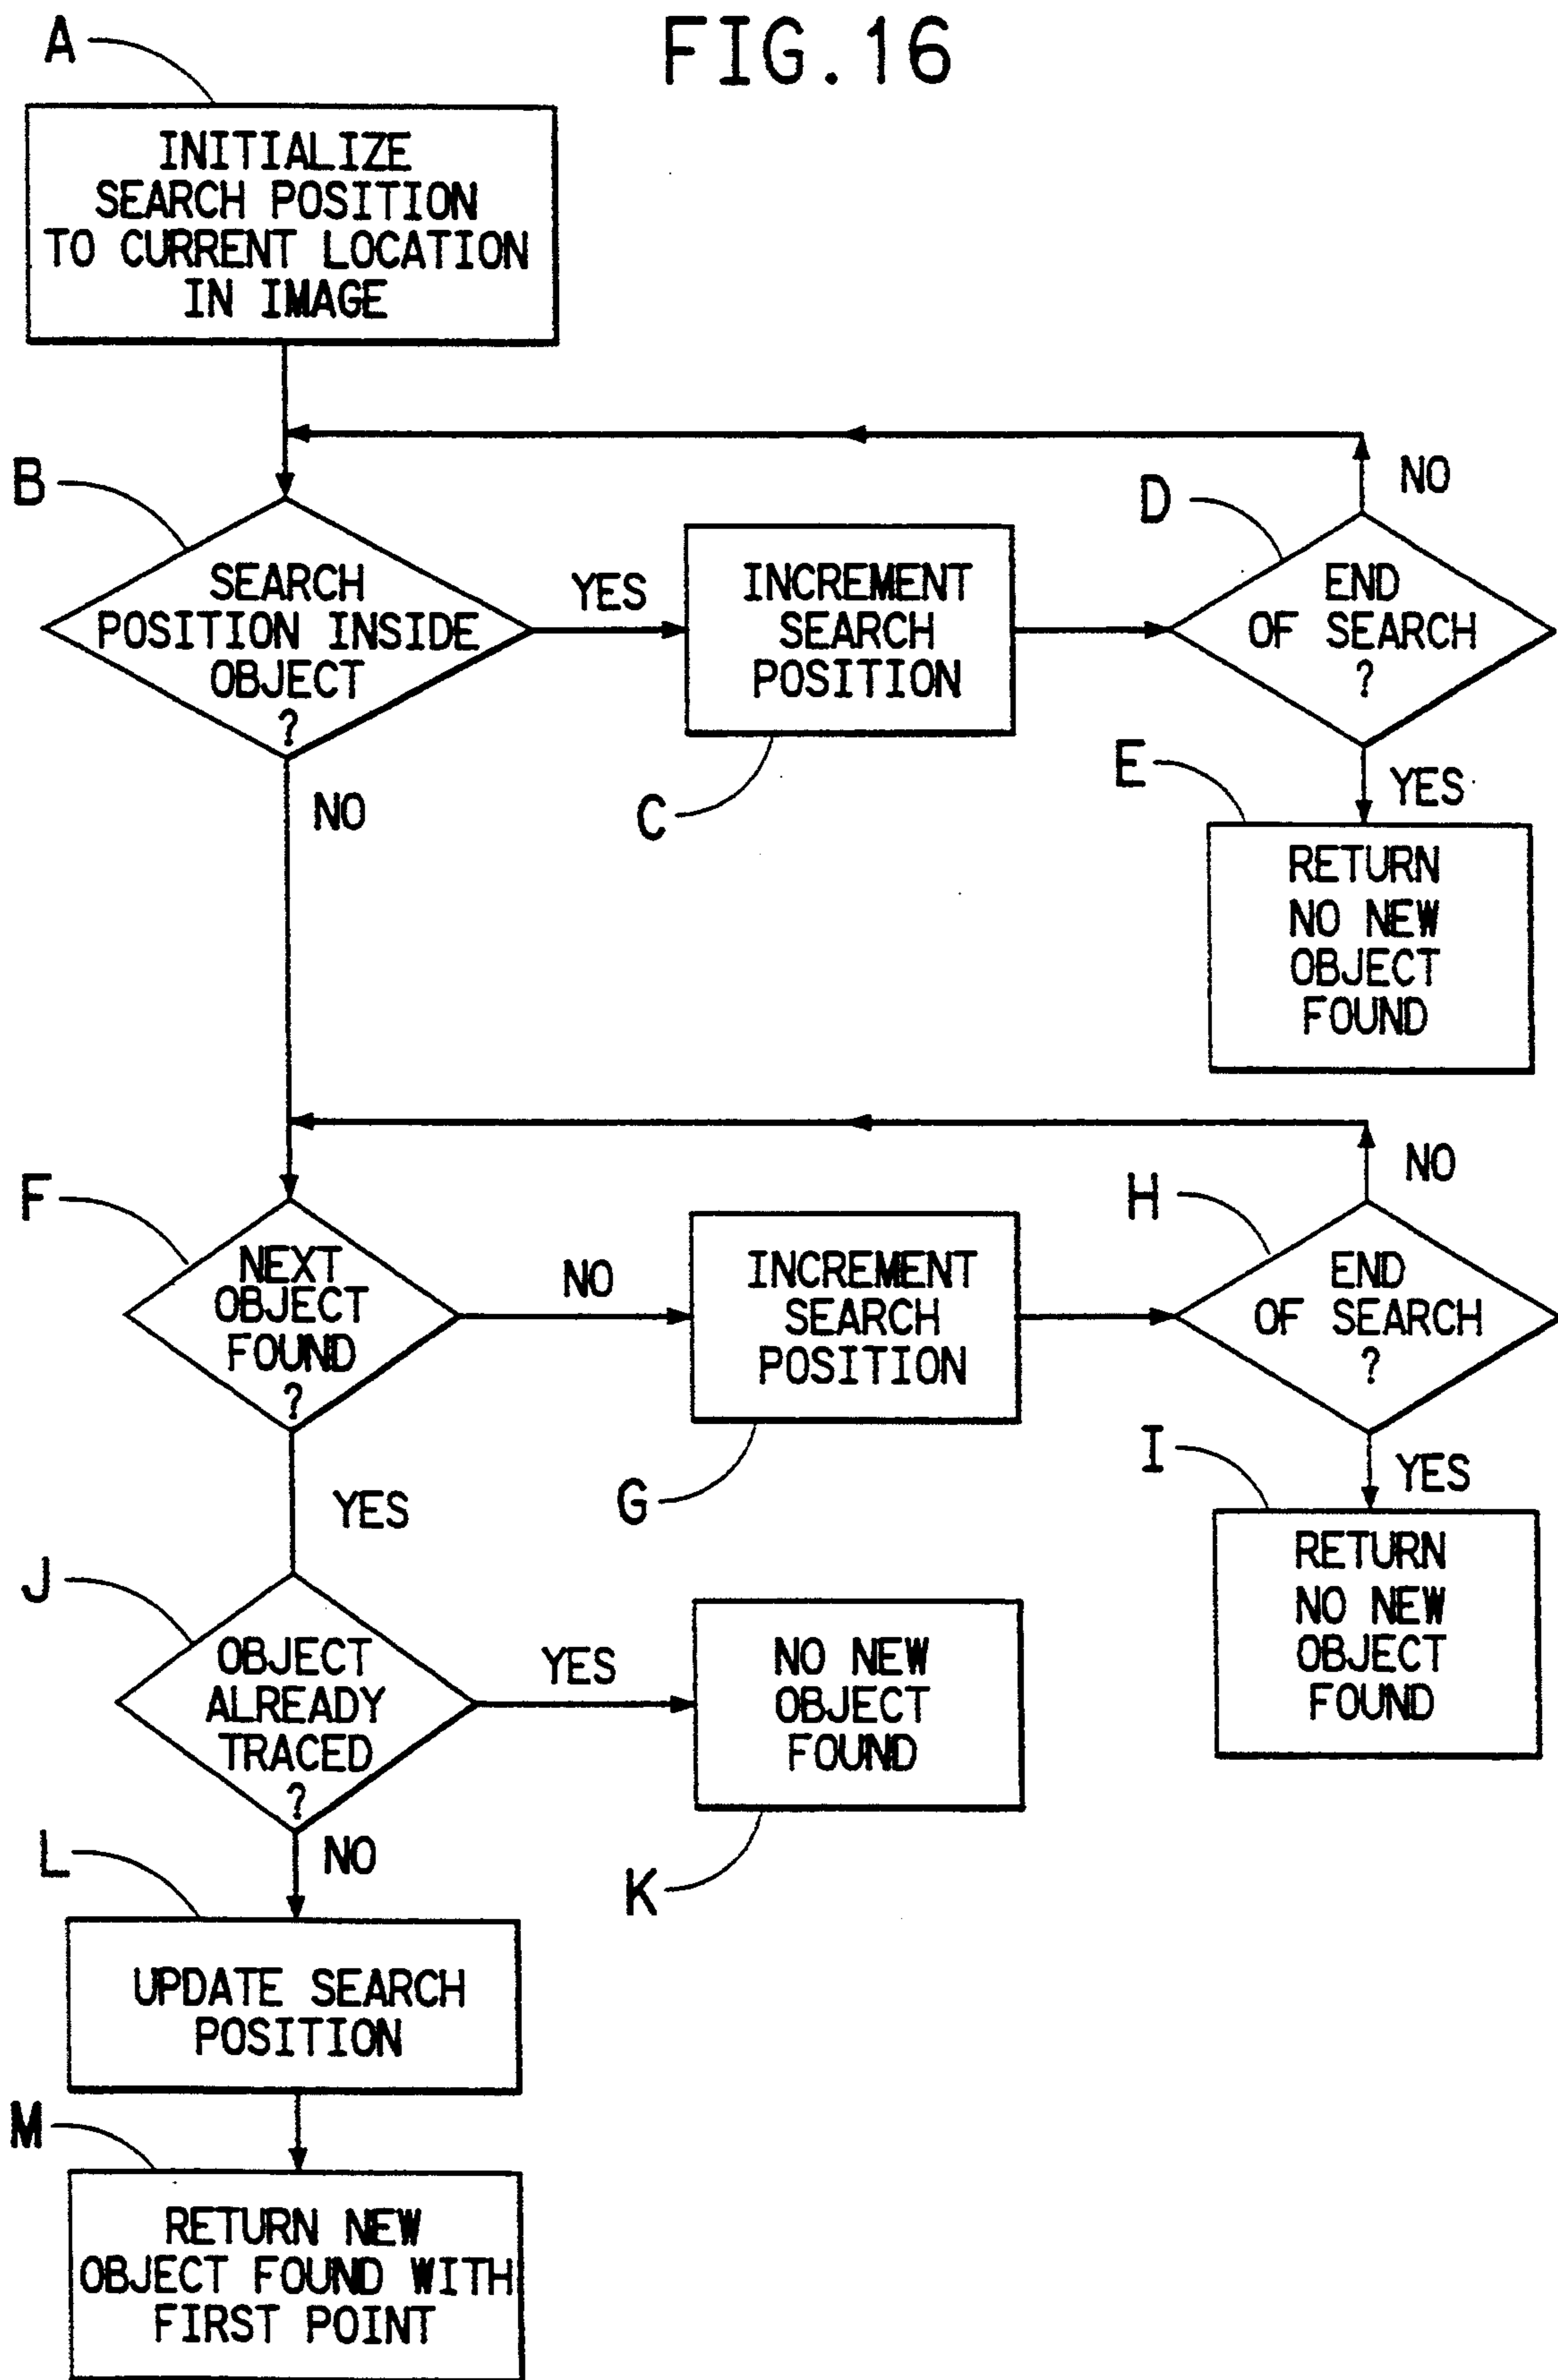 FIG.16
A
INITIALIZE
SEARCH POSITION
TO CURRENT LOCATION
IN IMAGE
B
SEARCH
POSITION INSIDE
OBJECT
?
YES
NO
INCREMENT
SEARCH
POSITION
C
D
END
OF SEARCH
?
NO
YES
E
RETURN
NO NEW
OBJECT
FOUND
F
NEXT
OBJECT
FOUND
?
NO
YES
INCREMENT
SEARCH
POSITION
G
H
END
OF SEARCH
?
NO
YES
I
RETURN
NO NEW
OBJECT
FOUND
J
OBJECT
ALREADY
TRACED
?
YES
NO
NO NEW
OBJECT
FOUND
K
L
UPDATE SEARCH
POSITION
M
RETURN NEW
OBJECT FOUND WITH
FIRST POINT